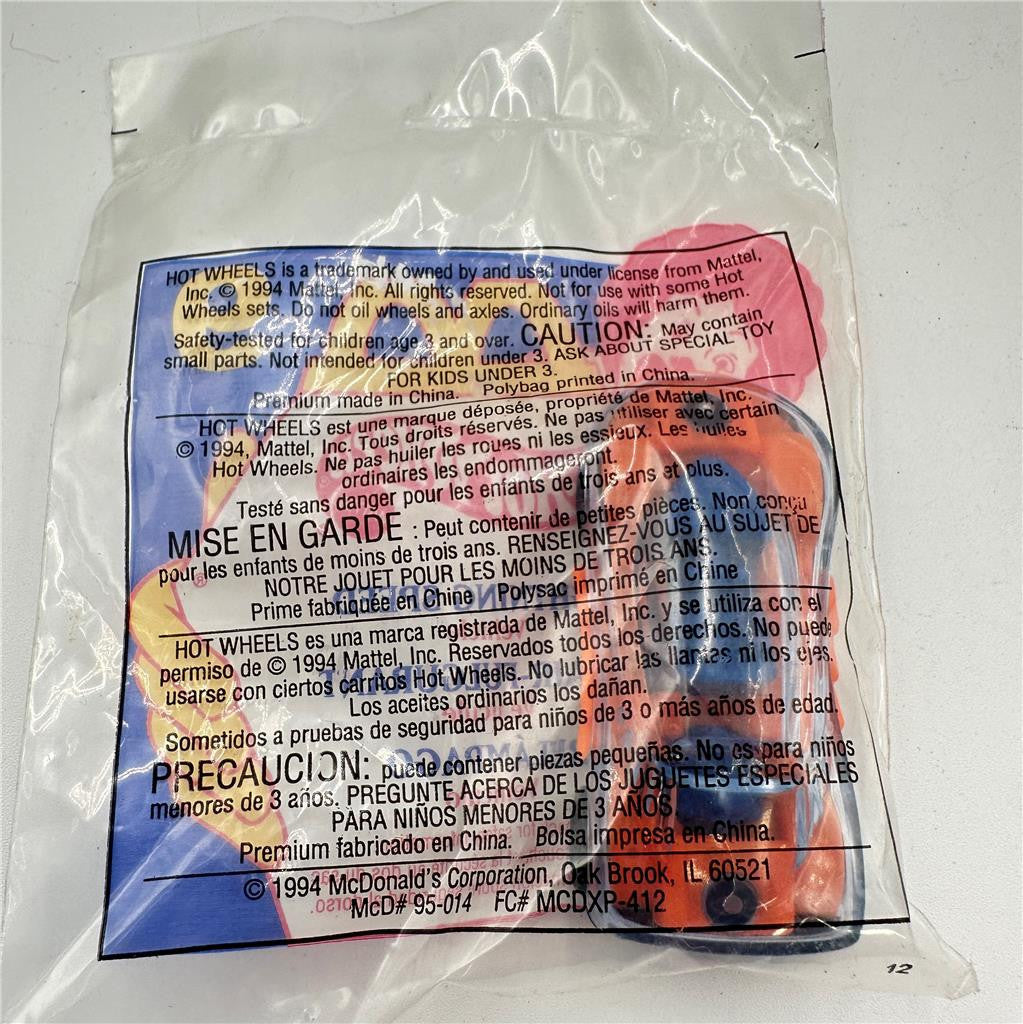 HOT WHEELS is a trademark owned by and used under license from Mattel,
Inc. © 1994 Mattel, Inc. All rights reserved. Not for use with some Hot
Wheels sets. Do not oil wheels and axles. Ordinary oils will harm them.
Safety-tested for children age 3 and over. CAUTION: May contain
small parts. Not intended for children under 3. ASK ABOUT SPECIAL TOY
FOR KIDS UNDER 3.
Premium made in China. Polybag printed in China.
HOT WHEELS est une marque déposée, propriété de Mattel, Inc.
© 1994, Mattel, Inc. Tous droits réservés. Ne pas utiliser avec certain
Hot Wheels. Ne pas huiler les roues ni les essieux. Les huiles
ordinaires les endommageront.
Testé sans danger pour les enfants de trois ans et plus.
MISE EN GARDE : Peut contenir de petites pièces. Non conçu
pour les enfants de moins de trois ans. RENSEIGNEZ-VOUS AU SUJET DE
NOTRE JOUET POUR LES MOINS DE TROIS ANS.
Prime fabriquée en Chine Polysac imprimé en Chine
HOT WHEELS es una marca registrada de Mattel, Inc. y se utiliza con el
permiso de © 1994 Mattel, Inc. Reservados todos los derechos. No puede
usarse con ciertos carritos Hot Wheels. No lubricar las llantas ni los ejes.
Los aceites ordinarios los dañan.
Sometidos a pruebas de seguridad para niños de 3 o más años de edad.
PRECAUCION: puede contener piezas pequeñas. No es para niños
menores de 3 años. PREGUNTE ACERCA DE LOS JUGUETES ESPECIALES
PARA NIÑOS MENORES DE 3 AÑOS
Premium fabricado en China. Bolsa impresa en China.
© 1994 McDonald's Corporation, Oak Brook, IL 60521
McD# 95-014 FC# MCDXP-412
12